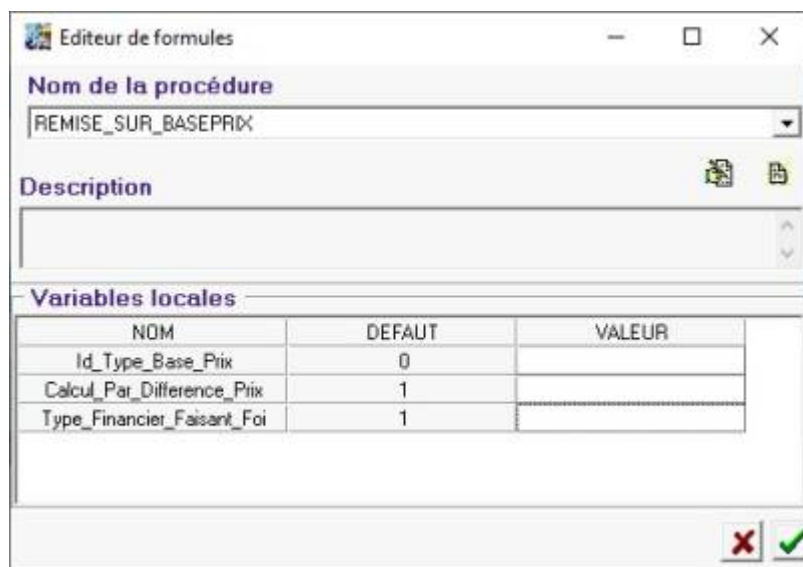 Editeur de formules
Nom de la procédure
REMISE_SUR_BASEPRIX
Description
Variables locales
NOM DEFAUT VALEUR
Id_Type_Base_Prix 0
Calcul_Par_Difference_Prix 1
Type_Financier_Faisant_Foi 1